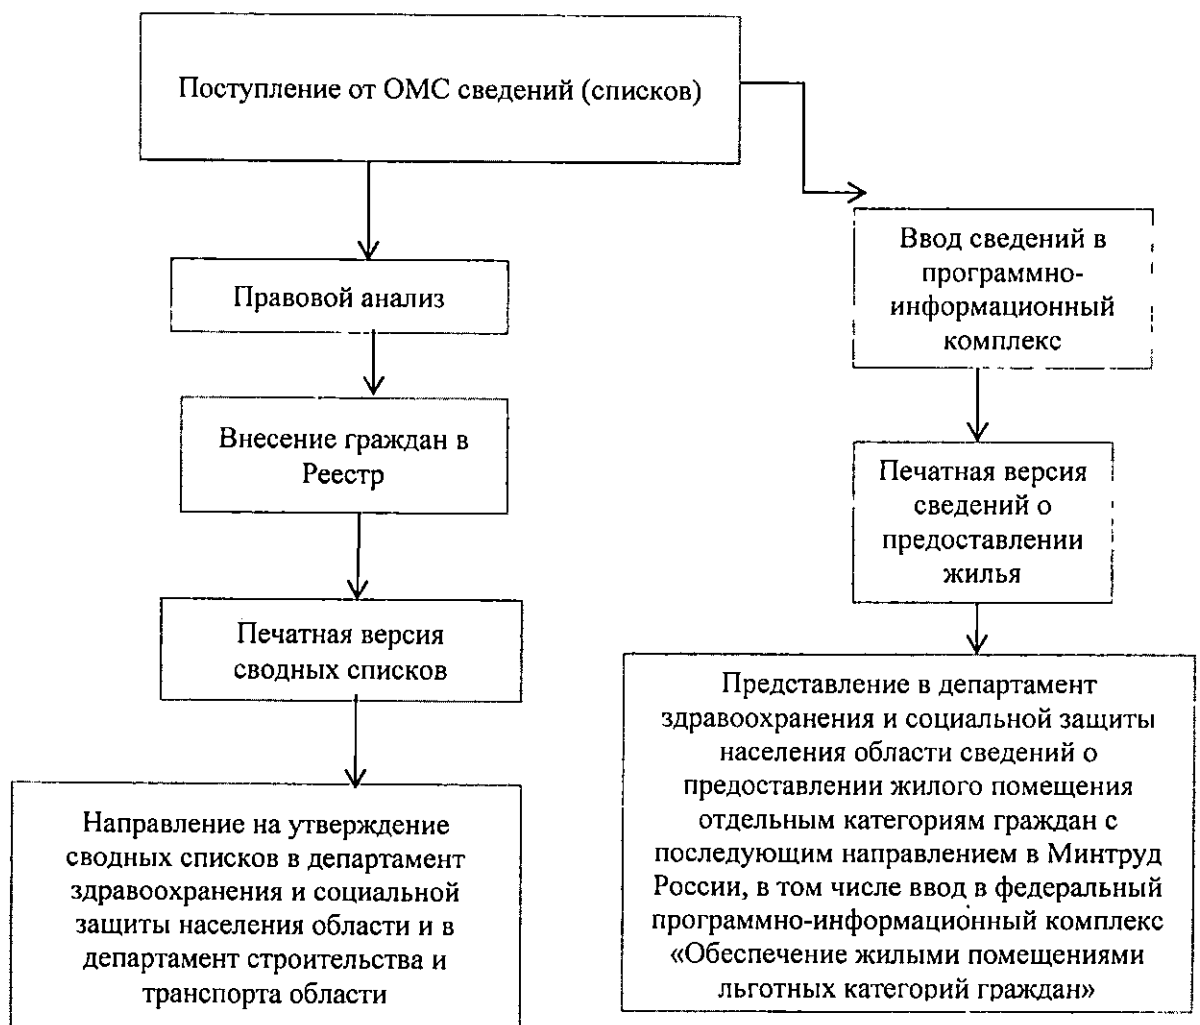 Поступление от ОМС сведений (списков)
Правовой анализ
Внесение граждан в
Реестр
Печатная версия
сводных списков
Направление на утверждение
сводных списков в департамент
здравоохранения и социальной
защиты населения области и в
департамент строительства и
транспорта области
Ввод сведений в
программно-
информационный
комплекс
Печатная версия
сведений о
предоставлении
жилья
Представление в департамент
здравоохранения и социальной защиты
населения области сведений о
предоставлении жилого помещения
отдельным категориям граждан с
последующим направлением в Минтруд
России, в том числе ввод в федеральный
программно-информационный комплекс
«Обеспечение жилыми помещениями
льготных категорий граждан»